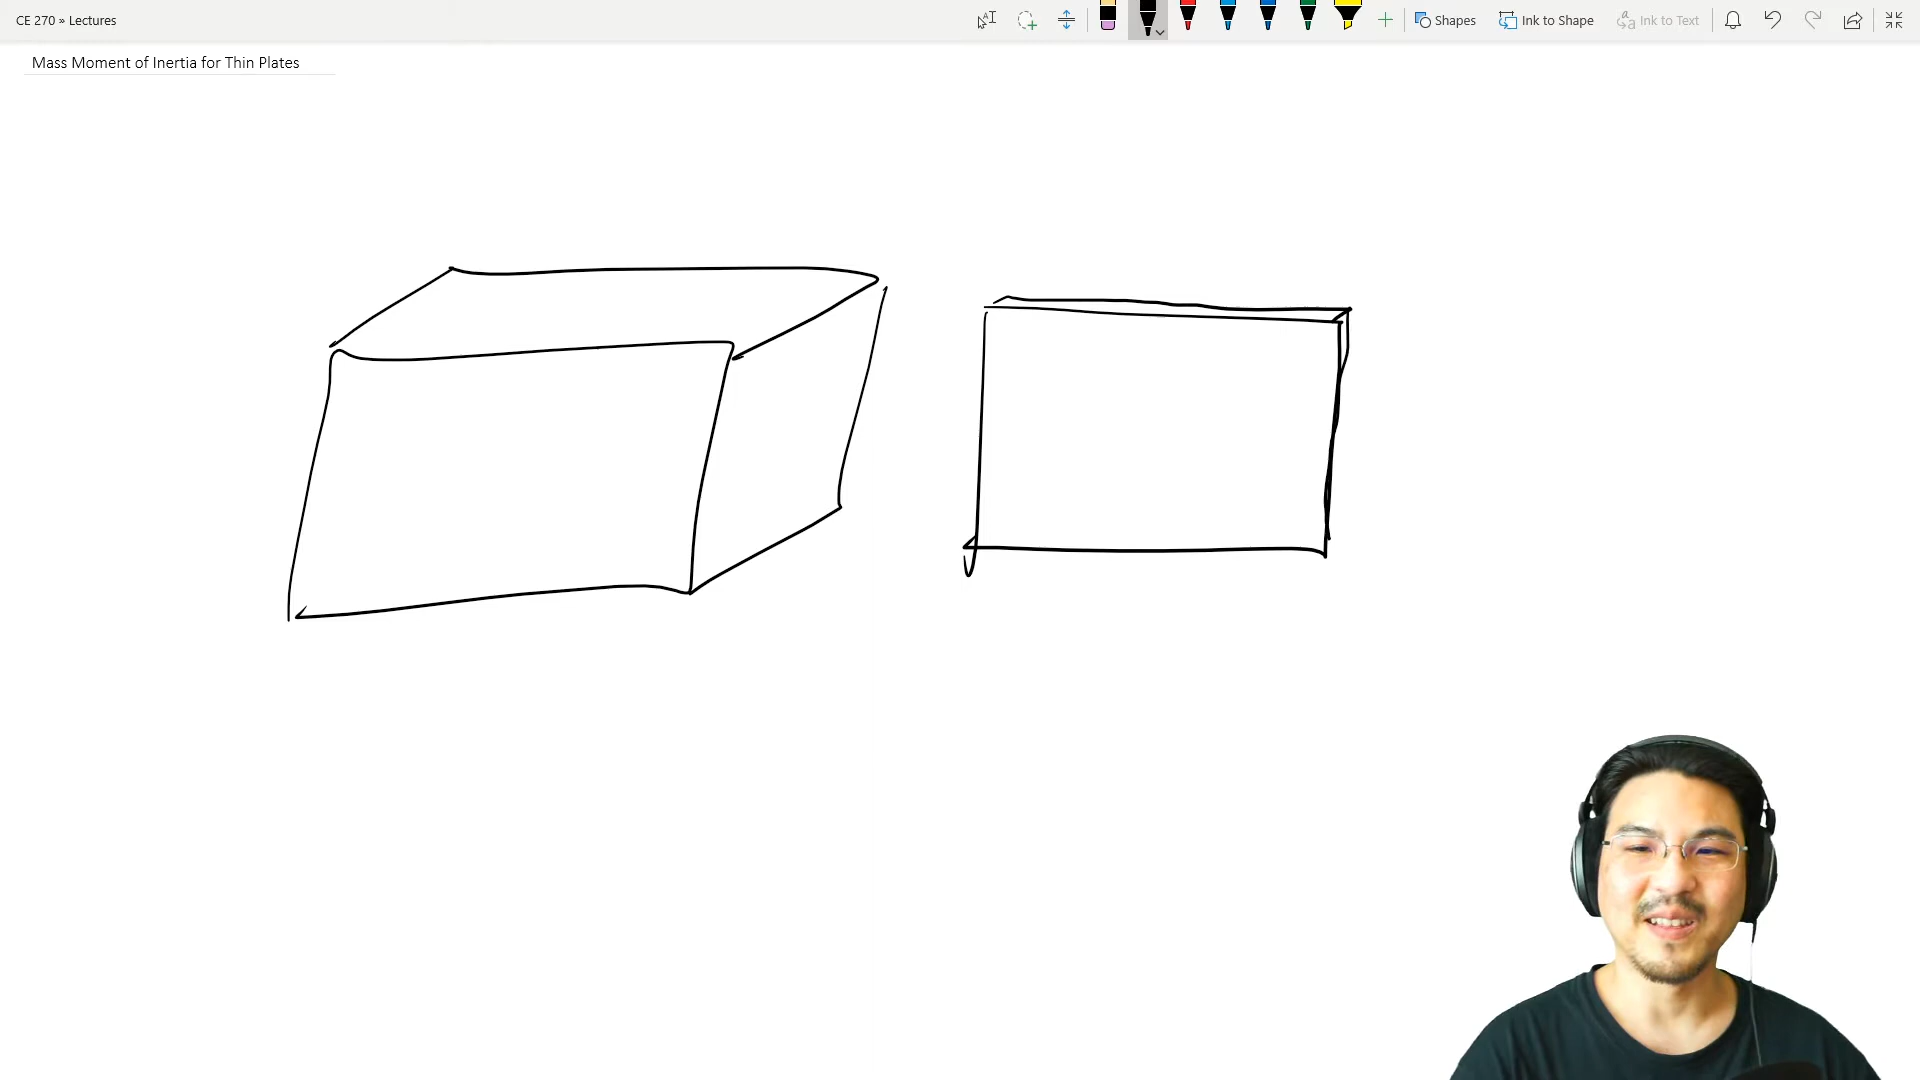 CE 270 » Lectures
Shapes
Ink to Shape
Ink to Text
Mass Moment of Inertia for Thin Plates